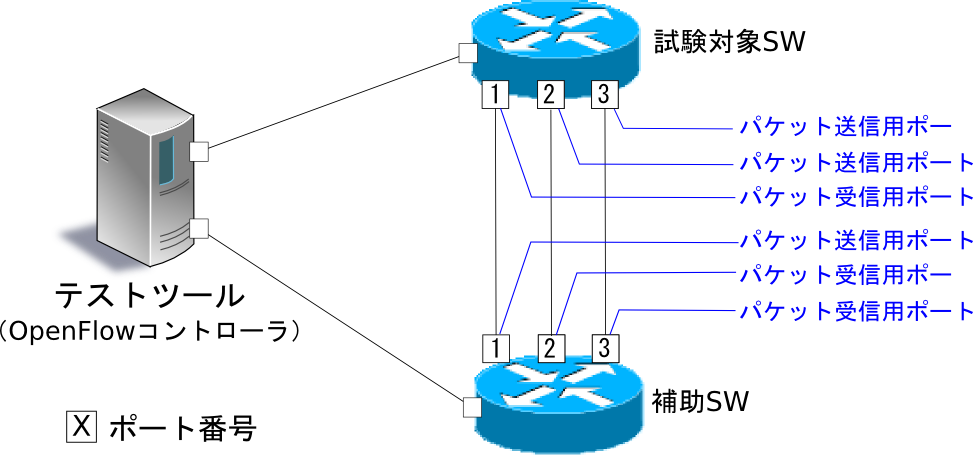 試験対象SW
1 2 3
パケット送信用ポー
パケット送信用ポート
パケット受信用ポート
パケット送信用ポート
パケット受信用ポー
パケット受信用ポート
テストツール
（OpenFlowコントローラ）
1 2 3
補助SW
X ポート番号